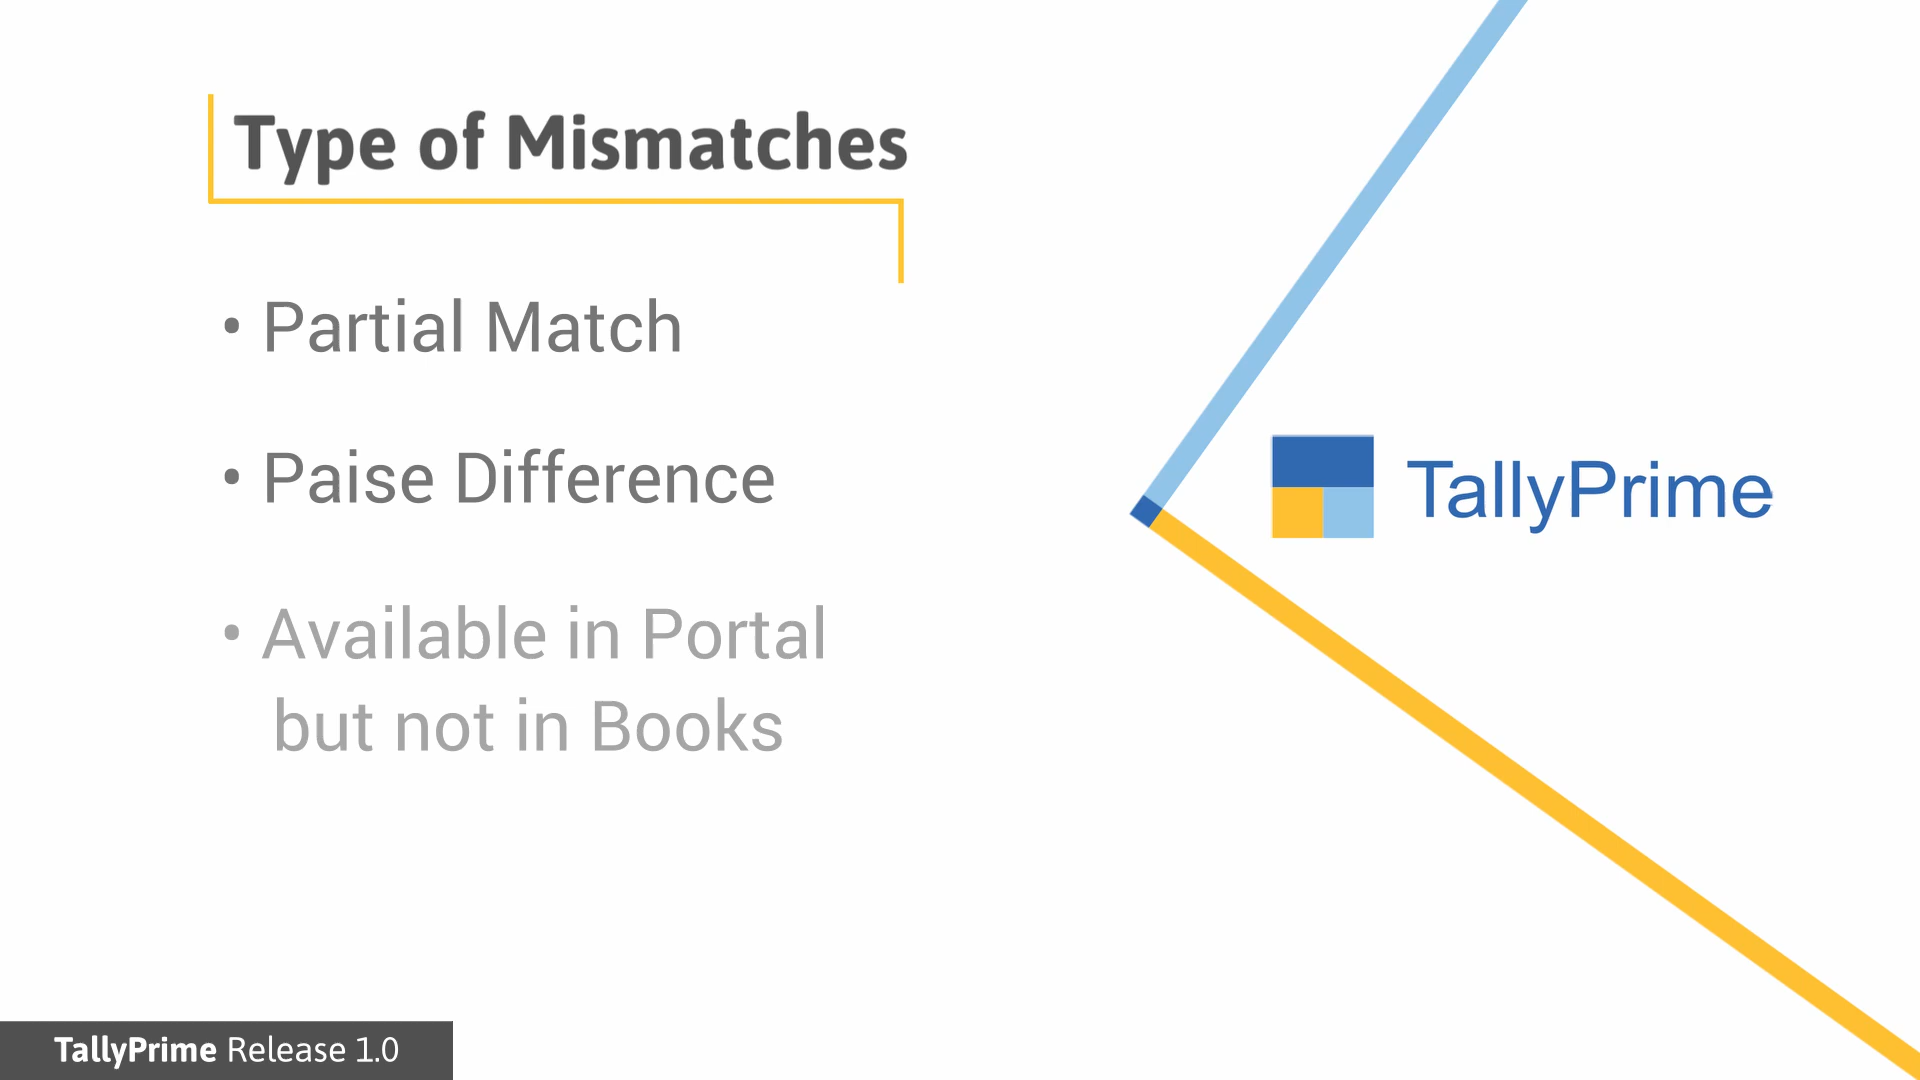 Type of Mismatches
• Partial Match
• Paise Difference
• Available in Portal
but not in Books
TallyPrime
TallyPrime Release 1.0